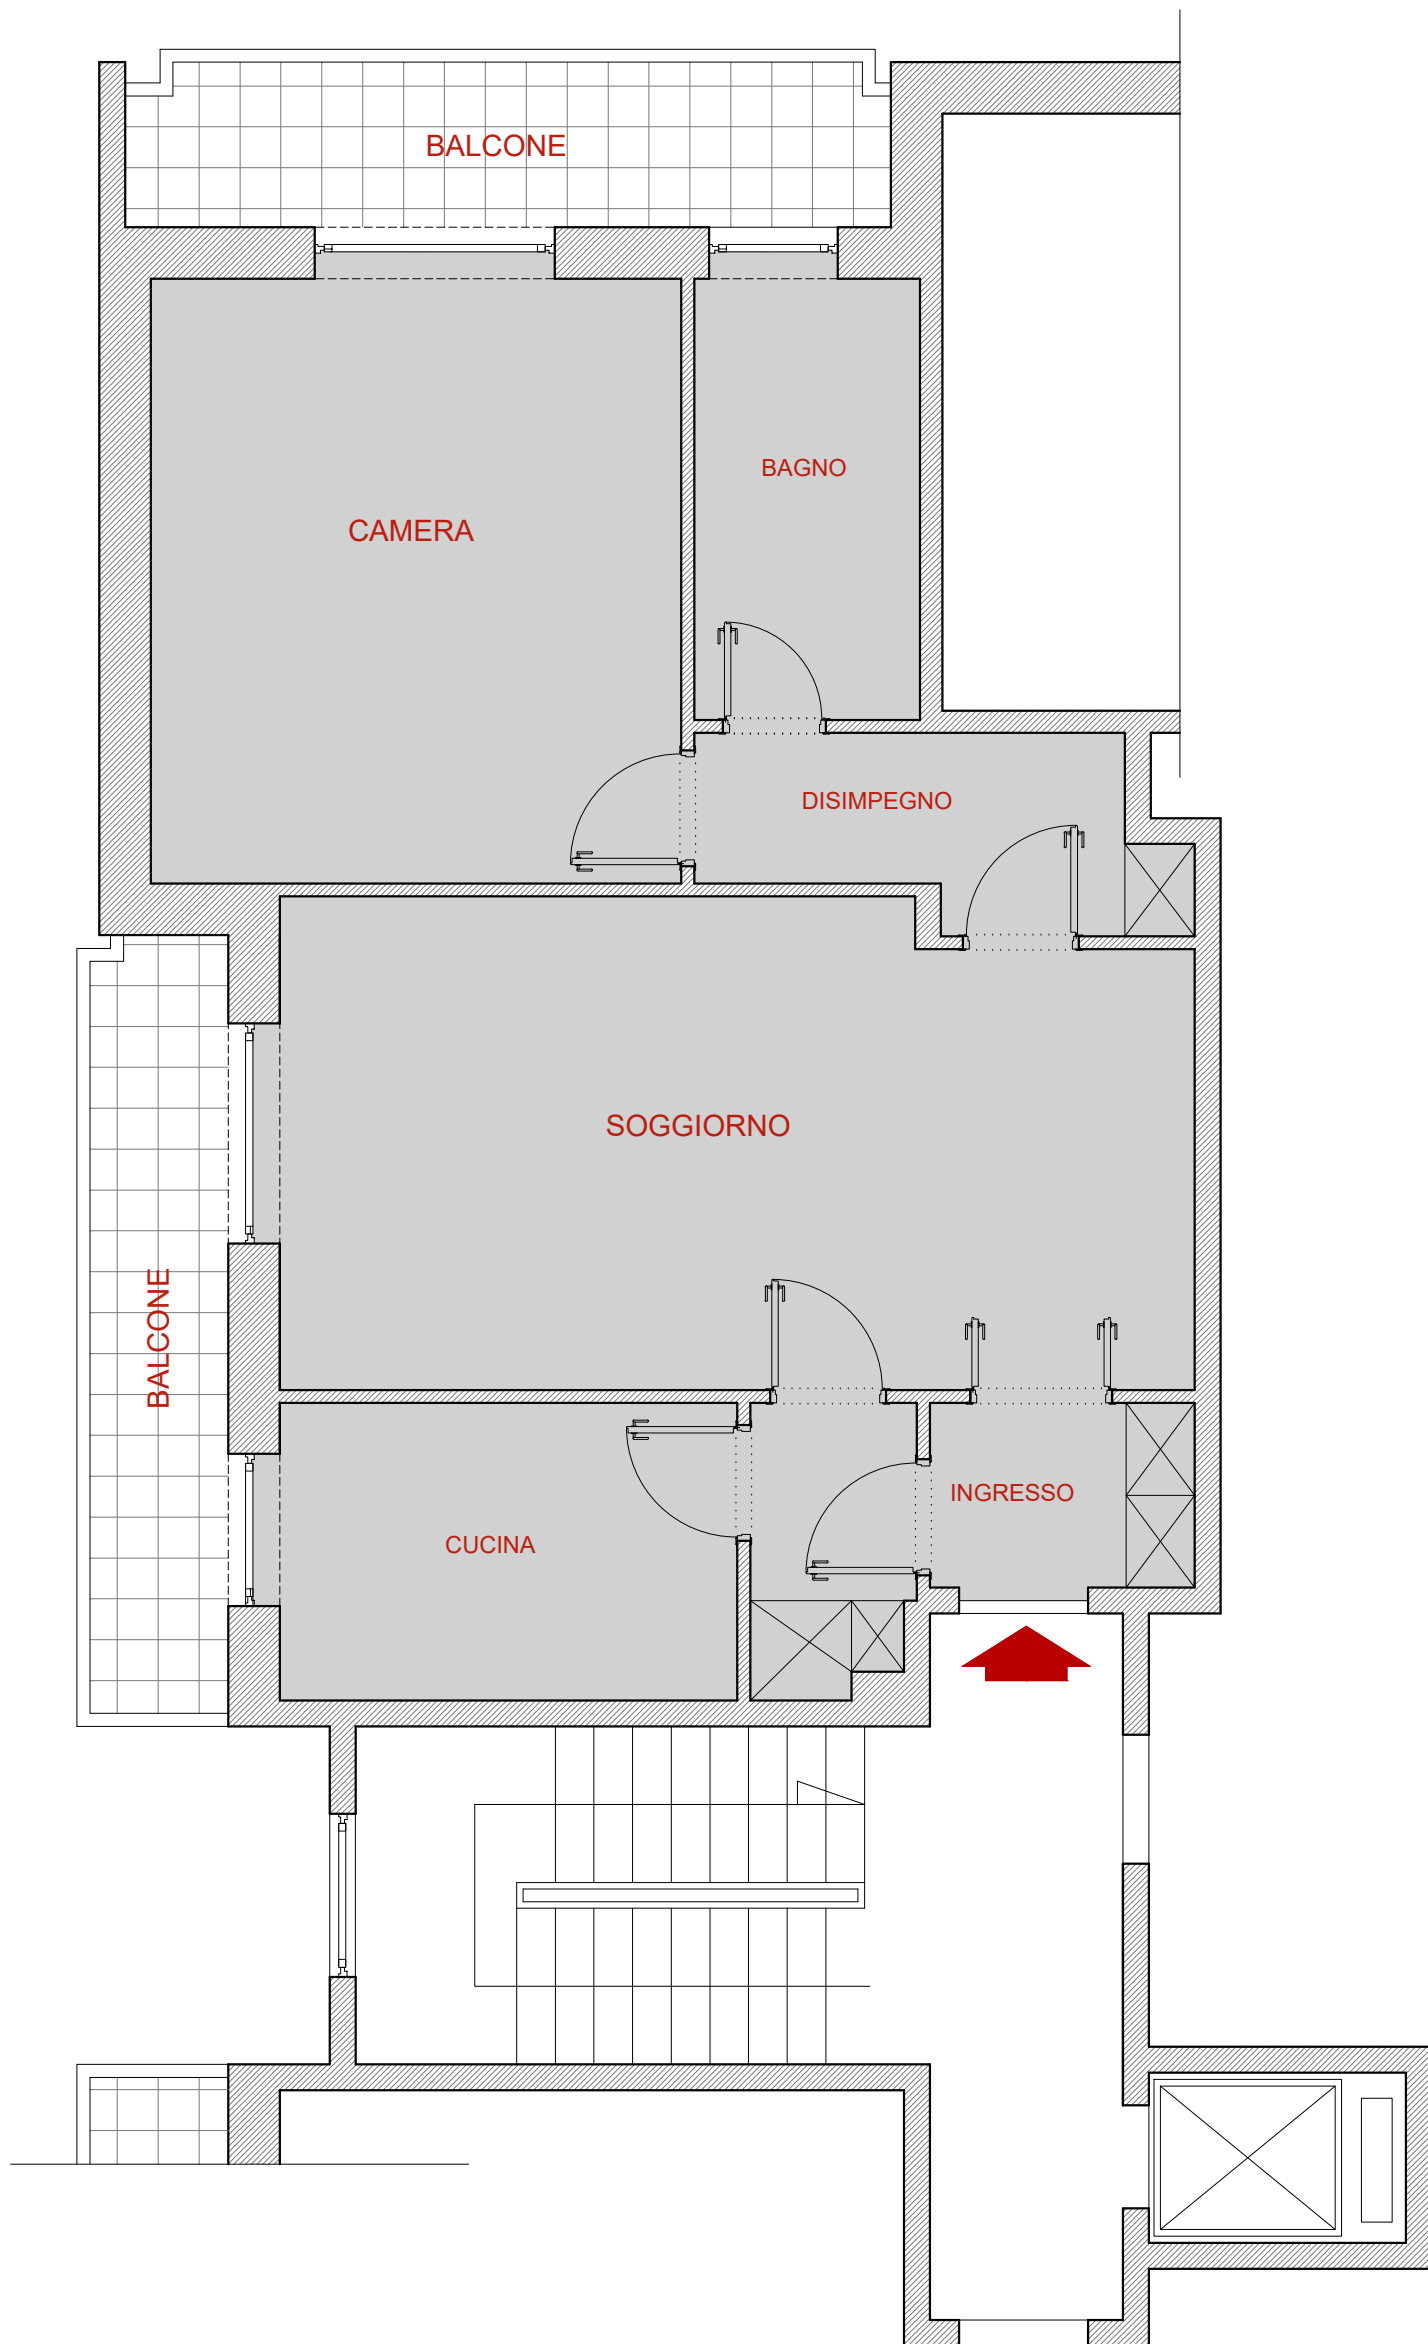 BALCONE
BAGNO
CAMERA
DISIMPEGNO
SOGGIORNO
BALCONE
INGRESSO
CUCINA